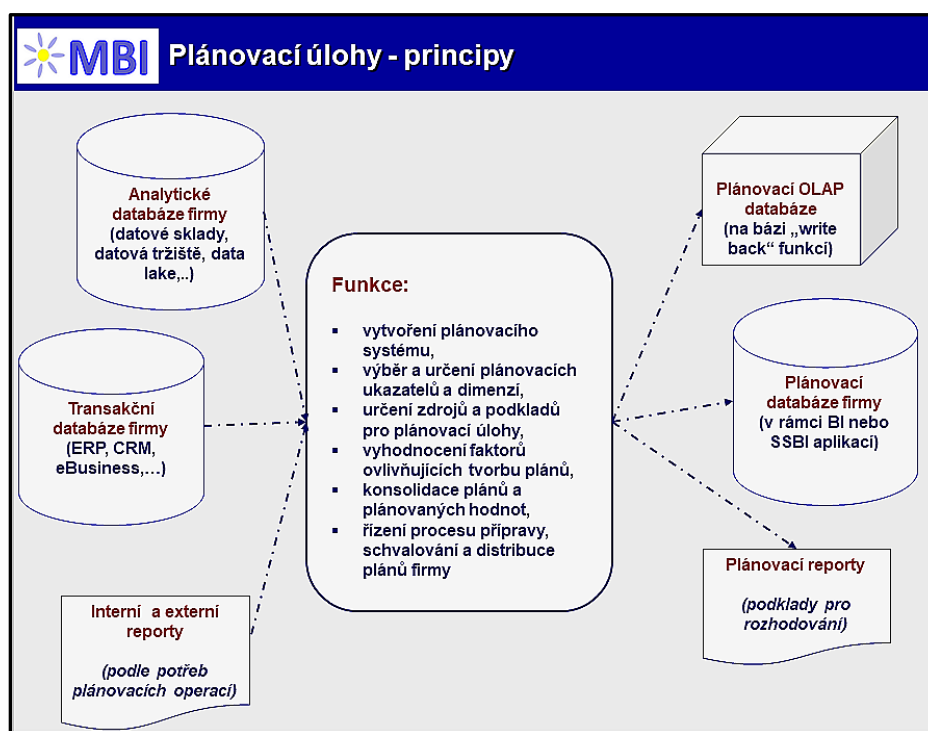 MBI
Plánovací úlohy - principy
Analytické
databáze firmy
(datové sklady,
datová tržiště, data
lake,..)
Transakční
databáze firmy
(ERP, CRM,
eBusiness,...)
Interní a externí
reporty
(podle potřeb
plánovacích operací)
Funkce:
▪ vytvoření plánovacího
systému,
▪ výběr a určení plánovacích
ukazatelů a dimenzí,
▪ určení zdrojů a podkladů
pro plánovací úlohy,
▪ vyhodnocení faktorů
ovlivňujících tvorbu plánů,
▪ konsolidace plánů a
plánovaných hodnot,
▪ řízení procesu přípravy,
schvalování a distribuce
plánů firmy
Plánovací OLAP
databáze
(na bázi „write
back“ funkcí)
Plánovací
databáze firmy
(v rámci BI nebo
SSBI aplikací)
Plánovací reporty
(podklady pro
rozhodování)